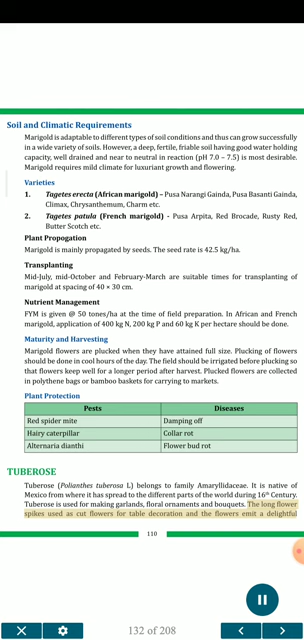 Soil and Climatic Requirements
Marigold is adaptable to different types of soil conditions and thus can grow successfully
in a wide variety of soils. However, a deep, fertile, friable soil having good water holding
capacity, well drained and near to neutral in reaction (pH 7.0 – 7.5) is most desirable.
Marigold requires mild climate for luxuriant growth and flowering.
Varieties
1. Tagetes erecta (African marigold) – Pusa Narangi Gainda, Pusa Basanti Gainda,
Climax, Chrysanthemum, Charm etc.
2. Tagetes patula (French marigold) - Pusa Arpita, Red Brocade, Rusty Red,
Butter Scotch etc.
Plant Propagation
Marigold is mainly propagated by seeds. The seed rate is 42.5 kg/ha.
Transplanting
Mid-July, mid-October and February-March are suitable times for transplanting of
marigold at spacing of 40 × 30 cm.
Nutrient Management
FYM is given @ 50 tones/ha at the time of field preparation. In African and French
marigold, application of 400 kg N, 200 kg P and 60 kg K per hectare should be done.
Maturity and Harvesting
Marigold flowers are plucked when they have attained full size. Plucking of flowers
should be done in cool hours of the day. The field should be irrigated before plucking so
that flowers keep well for a longer period after harvest. Plucked flowers are collected
in polythene bags or bamboo baskets for carrying to markets.
Plant Protection
Pests Diseases
Red spider mite Damping off
Hairy caterpillar Collar rot
Alternaria dianthi Flower bud rot
TUBEROSE
Tuberose (Polianthes tuberosa L) belongs to family Amaryllidaceae. It is native of
Mexico from where it has spread to the different parts of the world during 16th Century.
Tuberose is used for making garlands, floral ornaments and bouquets. The long flower
spikes used as cut flowers for table decoration and the flowers emit a delightful
110
132 of 208